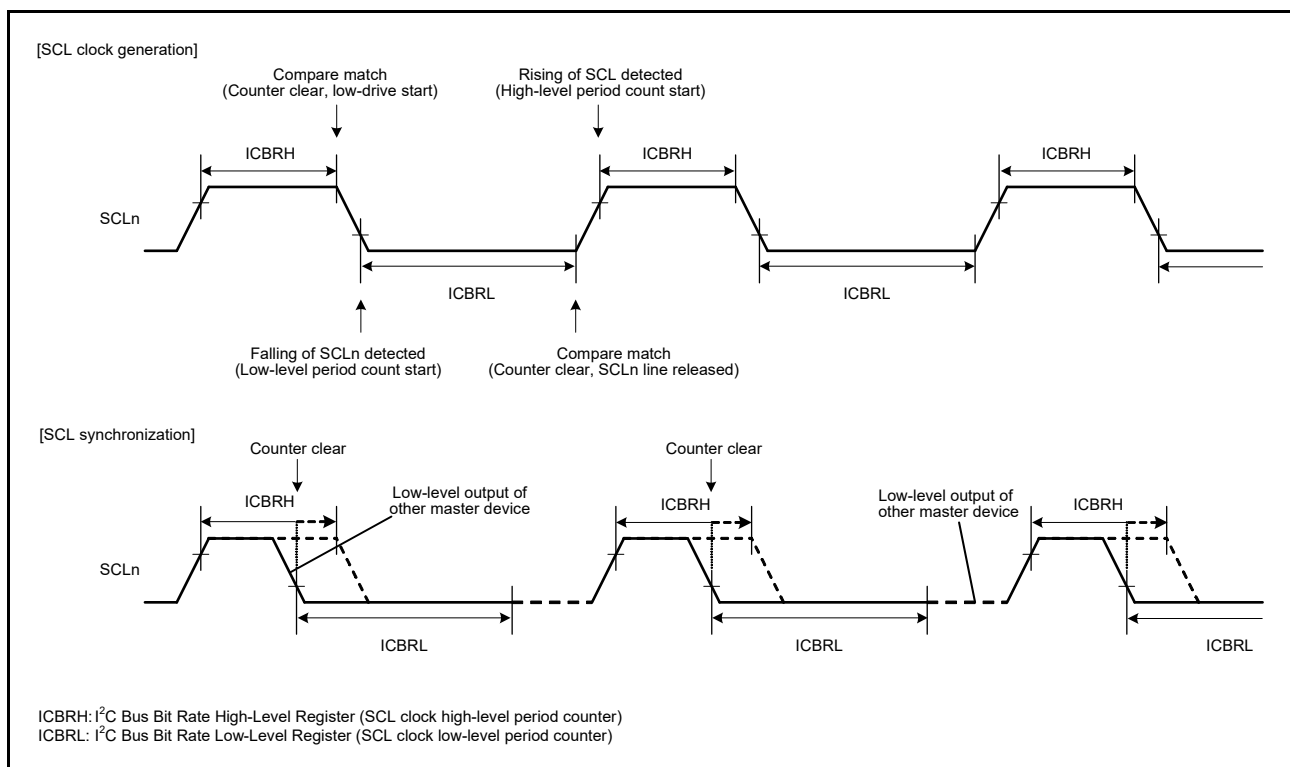 [SCL clock generation]
Compare match
(Counter clear, low-drive start)
Rising of SCL detected
(High-level period count start)
ICBRH
ICBRH
ICBRH
SCLn
ICBRL
ICBRL
Falling of SCLn detected
(Low-level period count start)
Compare match
(Counter clear, SCLn line released)
[SCL synchronization]
Counter clear
Counter clear
ICBRH
Low-level output of
other master device
ICBRH
Low-level output of
other master device
ICBRH
SCLn
ICBRL
ICBRL
ICBRL
ICBRH: I²C Bus Bit Rate High-Level Register (SCL clock high-level period counter)
ICBRL: I²C Bus Bit Rate Low-Level Register (SCL clock low-level period counter)